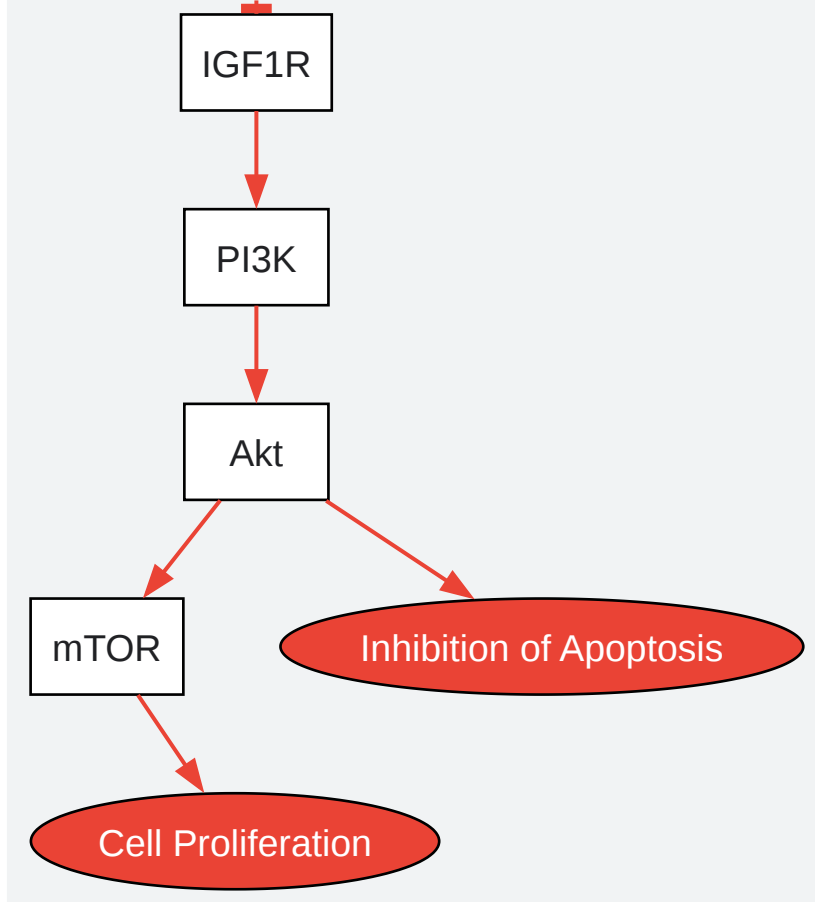 IGF1R
PI3K
Akt
mTOR
Inhibition of Apoptosis
Cell Proliferation